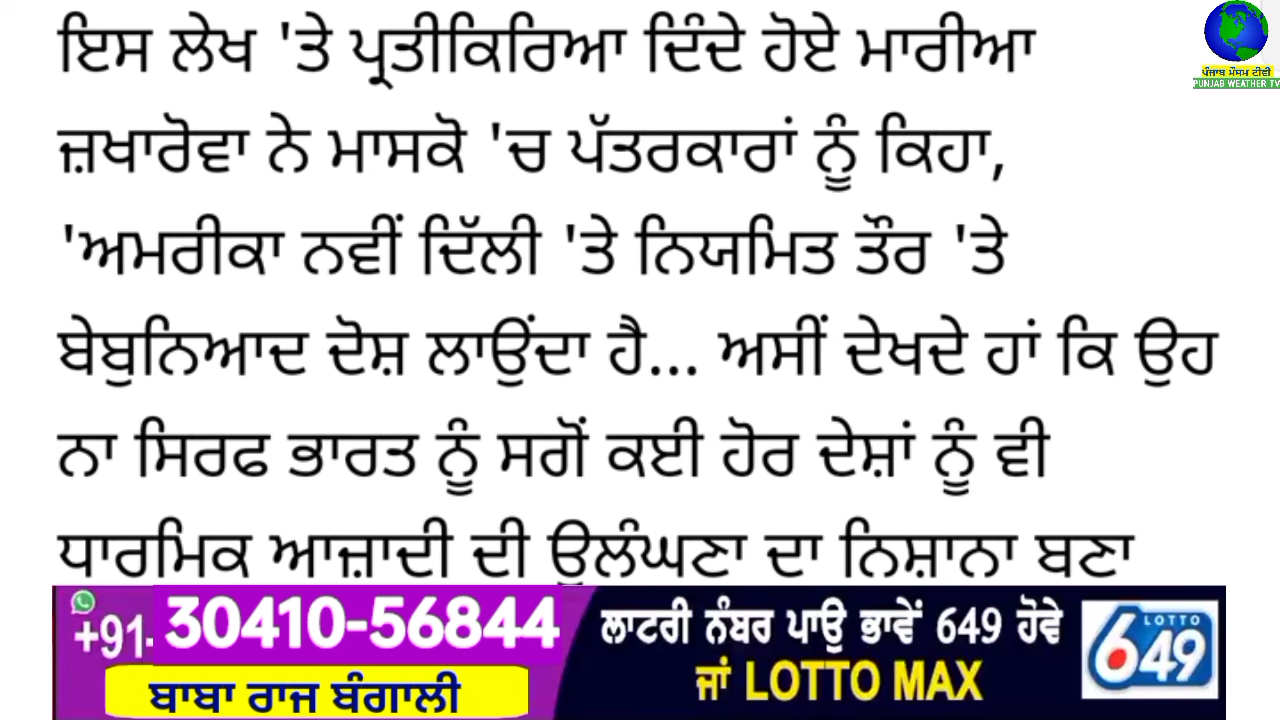 ਇਸ ਲੇਖ 'ਤੇ ਪ੍ਰਤੀਕਿਰਿਆ ਦਿੰਦੇ ਹੋਏ ਮਾਰੀਆ
ਜ਼ਖਾਰੋਵਾ ਨੇ ਮਾਸਕੋ 'ਚ ਪੱਤਰਕਾਰਾਂ ਨੂੰ ਕਿਹਾ,
'ਅਮਰੀਕਾ ਨਵੀਂ ਦਿੱਲੀ 'ਤੇ ਨਿਯਮਿਤ ਤੌਰ 'ਤੇ
ਬੇਬੁਨਿਆਦ ਦੋਸ਼ ਲਾਉਂਦਾ ਹੈ... ਅਸੀਂ ਦੇਖਦੇ ਹਾਂ ਕਿ ਉਹ
ਨਾ ਸਿਰਫ ਭਾਰਤ ਨੂੰ ਸਗੋਂ ਕਈ ਹੋਰ ਦੇਸ਼ਾਂ ਨੂੰ ਵੀ
ਧਾਰਮਿਕ ਆਜ਼ਾਦੀ ਦੀ ਉਲੰਘਣਾ ਦਾ ਨਿਸ਼ਾਨਾ ਬਣਾ
ਪੰਜਾਬ ਮੌਸਮ ਟੀਵੀ
PUNJAB WEATHER TV
+91. 30410-56844
ਬਾਬਾ ਰਾਜ ਬੰਗਾਲੀ
ਲਾਟਰੀ ਨੰਬਰ ਪਾਉ ਭਾਵੇਂ 649 ਹੋਵੇ
ਜਾਂ LOTTO MAX
LOTTO
649